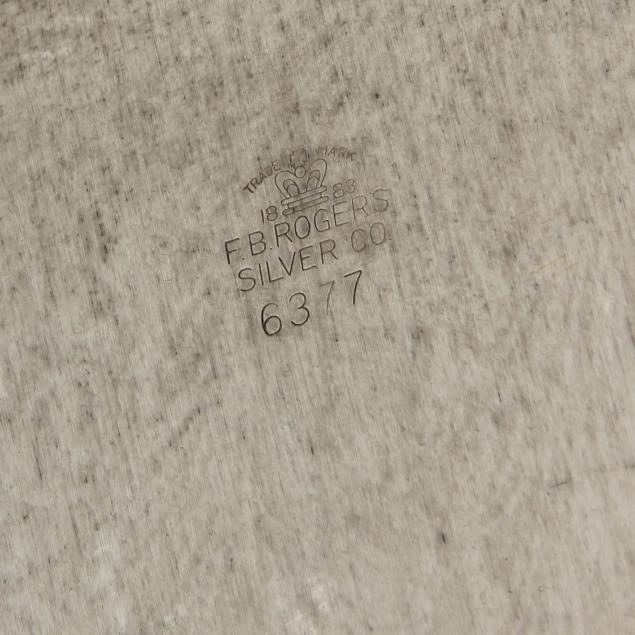 TRADE MARK
18 83
F.B.ROGERS
SILVER CO.
6377